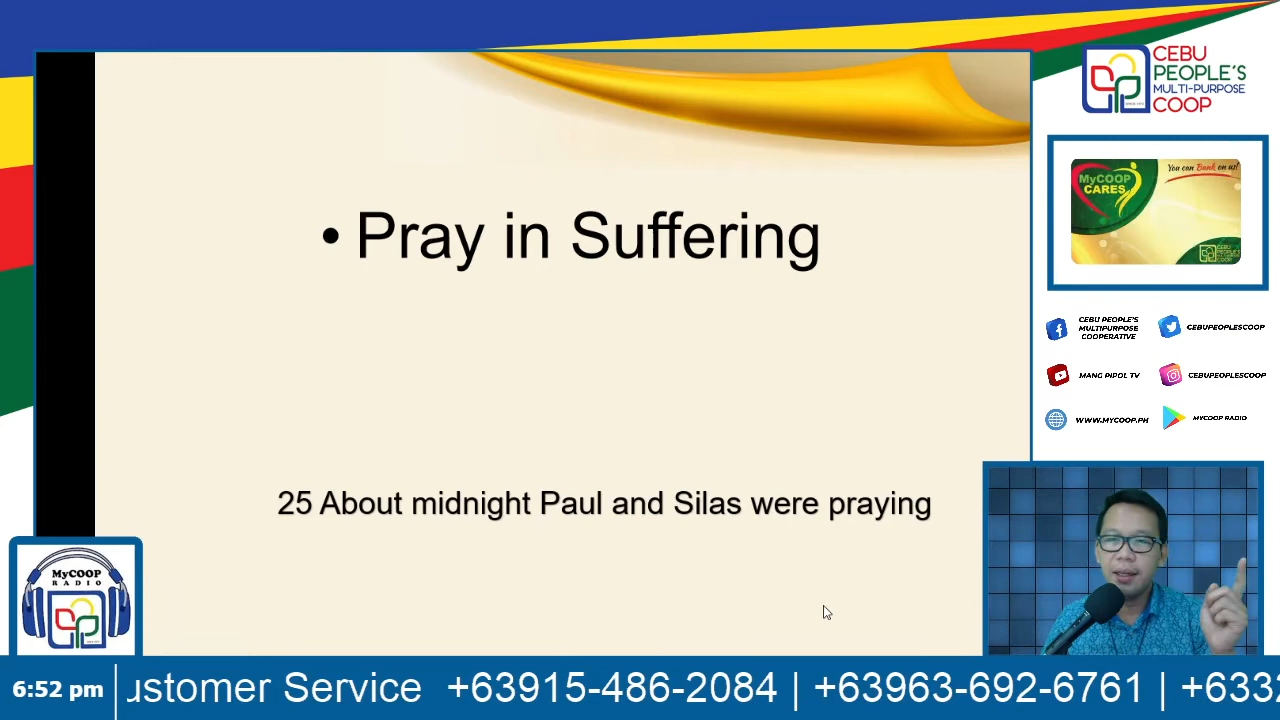 CEBU
PEOPLE'S
MULTI-PURPOSE
COOP
MyCOOP
CARES
You can Bank on us!
• Pray in Suffering
25 About midnight Paul and Silas were praying
CEBU PEOPLE'S
MULTIPURPOSE
COOPERATIVE
CEBUPEOPLESCOOP
MANG PIPOL TV
CEBUPEOPLESCOOP
WWW.MYCOOP.PH
MYCOOP RADIO
MyCOOP
RADIO
6:52 pm
ustomer Service +63915-486-2084 | +63963-692-6761 | +6332